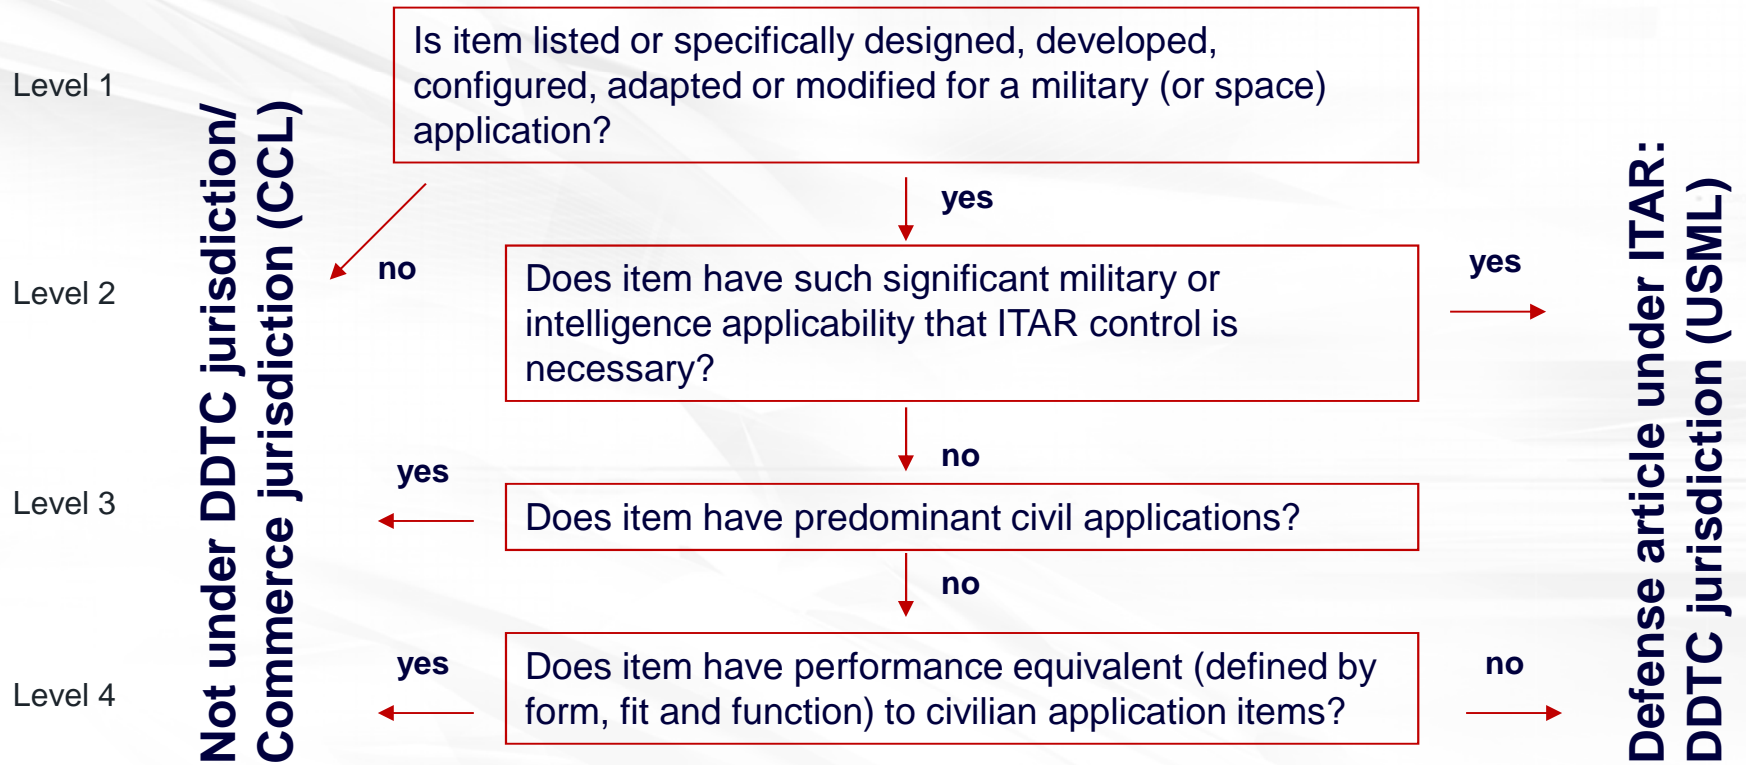 Level 1
Is item listed or specifically designed, developed,
configured, adapted or modified for a military (or space)
application?
yes
no
Level 2
Does item have such significant military or
intelligence applicability that ITAR control is
necessary?
yes
no
Level 3
yes
Does item have predominant civil applications?
no
Level 4
yes
Does item have performance equivalent (defined by
form, fit and function) to civilian application items?
no
Not under DDTC jurisdiction/
Commerce jurisdiction (CCL)
Defense article under ITAR:
DDTC jurisdiction (USML)